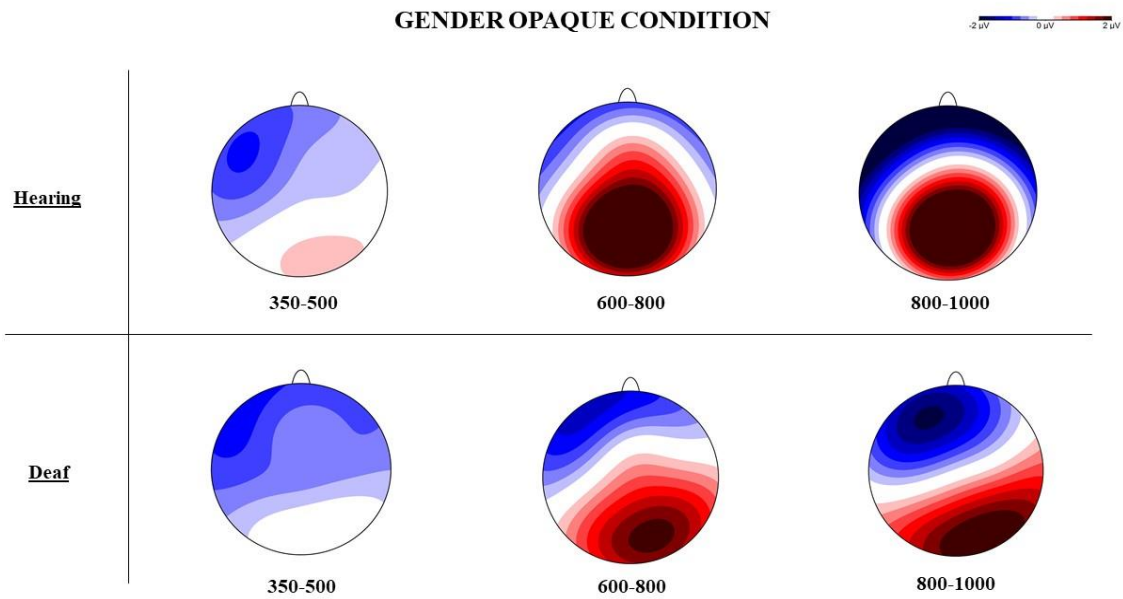 GENDER OPAQUE CONDITION
-2 µV 0 µV 2 µV
Hearing
350-500 600-800 800-1000
Deaf
350-500 600-800 800-1000